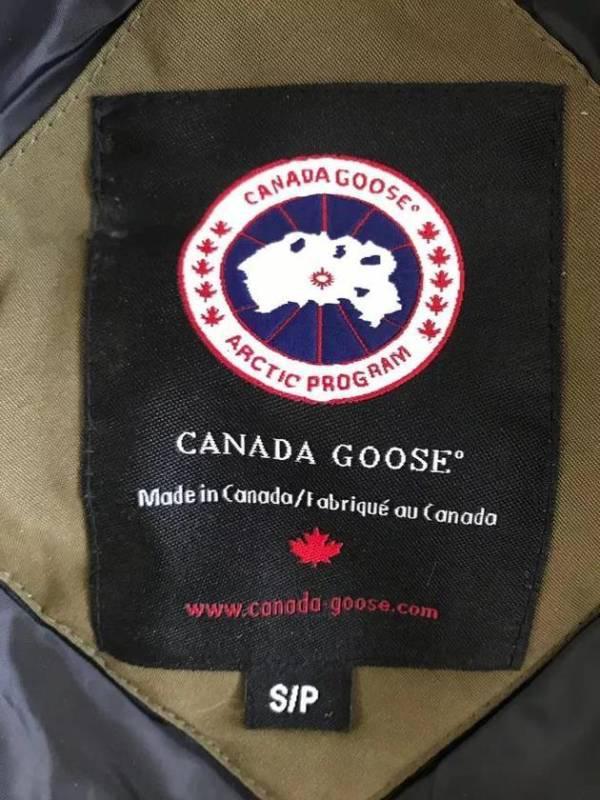 CANADA GOOSE®
ARCTIC PROGRAM
CANADA GOOSE®
Made in Canada/Fabriqué au Canada
www.canada-goose.com
S/P